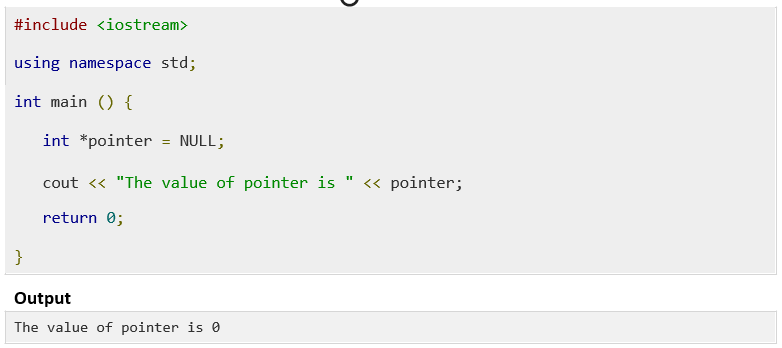 #include <iostream>
using namespace std;
int main () {
int *pointer = NULL;
cout << "The value of pointer is " << pointer;
return 0;
}
Output
The value of pointer is 0